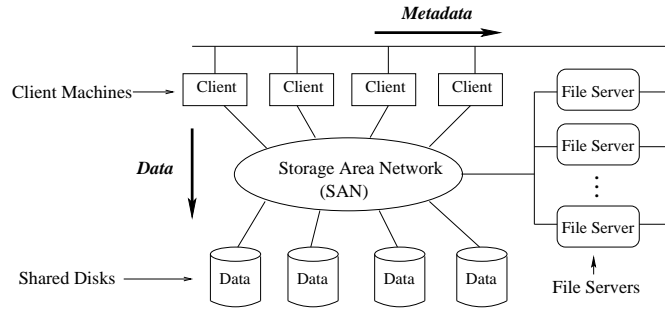 Metadata
Client Machines
Client
Client
Client
Client
File Server
File Server
File Server
Data
Storage Area Network
(SAN)
Shared Disks
Data
Data
Data
Data
File Servers